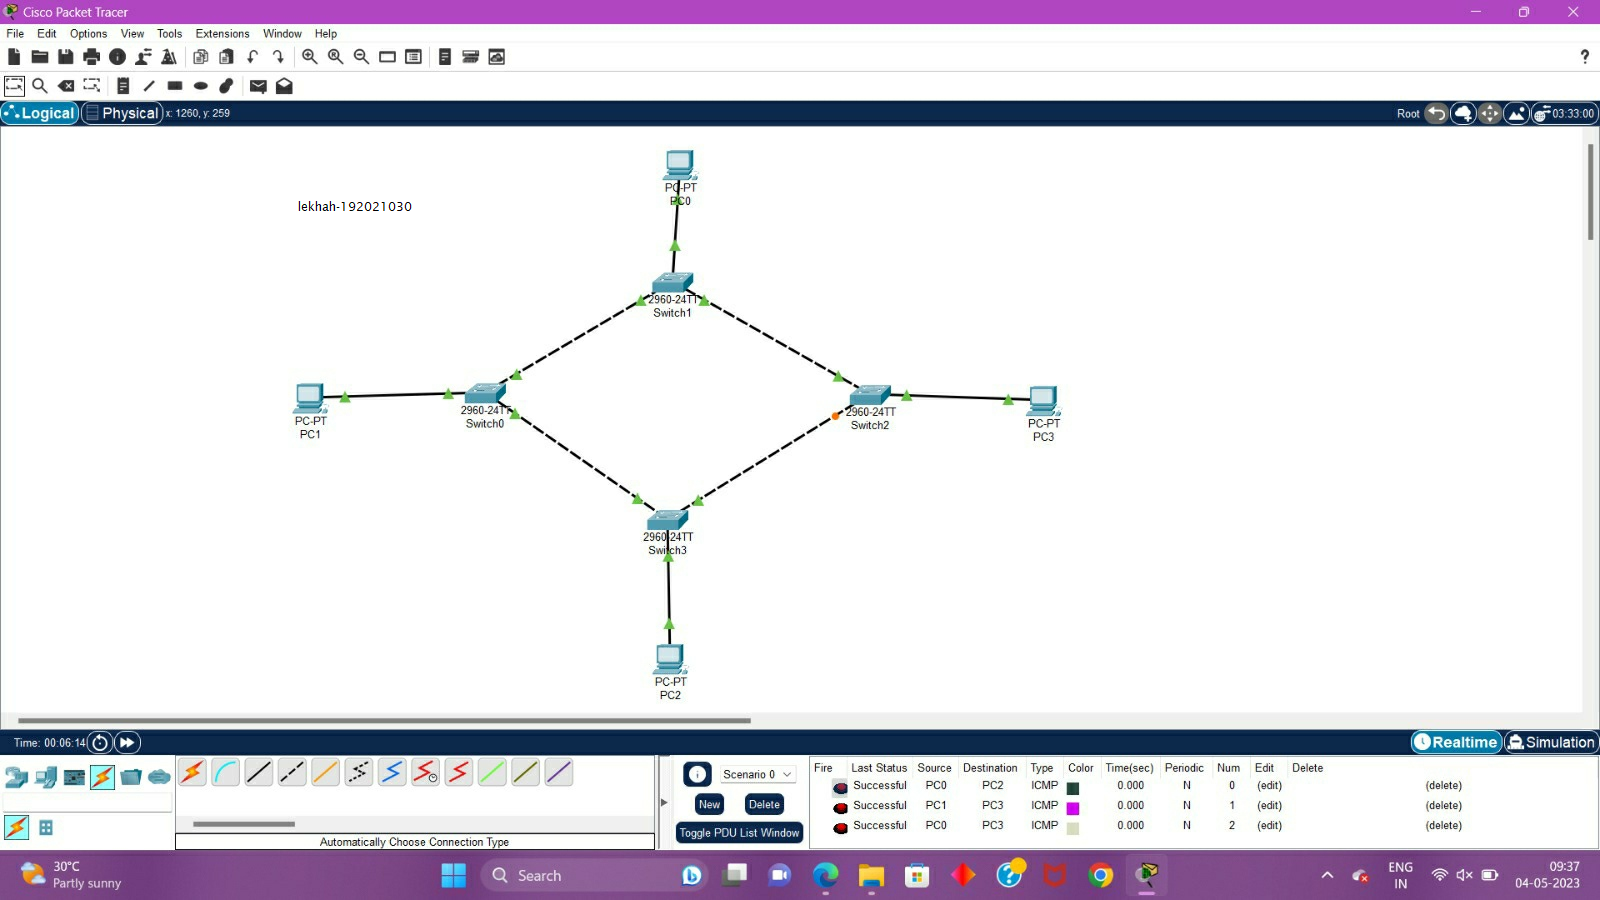 Cisco Packet Tracer
File Edit Options View Tools Extensions Window Help
?
Logical Physical x: 1260, y: 259 Root 03:33:00
PC-PT
PC0
lekhah-192021030
2960-24TT
Switch1
PC-PT
PC1
2960-24TT
Switch0
2960-24TT
Switch2
PC-PT
PC3
2960-24TT
Switch3
PC-PT
PC2
Time: 00:06:14 Realtime Simulation
Scenario 0
New Delete
Toggle PDU List Window
Automatically Choose Connection Type
Fire Last Status Source Destination Type Color Time(sec) Periodic Num Edit Delete
Successful PC0 PC2 ICMP 0.000 N 0 (edit) (delete)
Successful PC1 PC3 ICMP 0.000 N 1 (edit) (delete)
Successful PC0 PC3 ICMP 0.000 N 2 (edit) (delete)
30°C
Partly sunny
Search
ENG
IN
09:37
04-05-2023